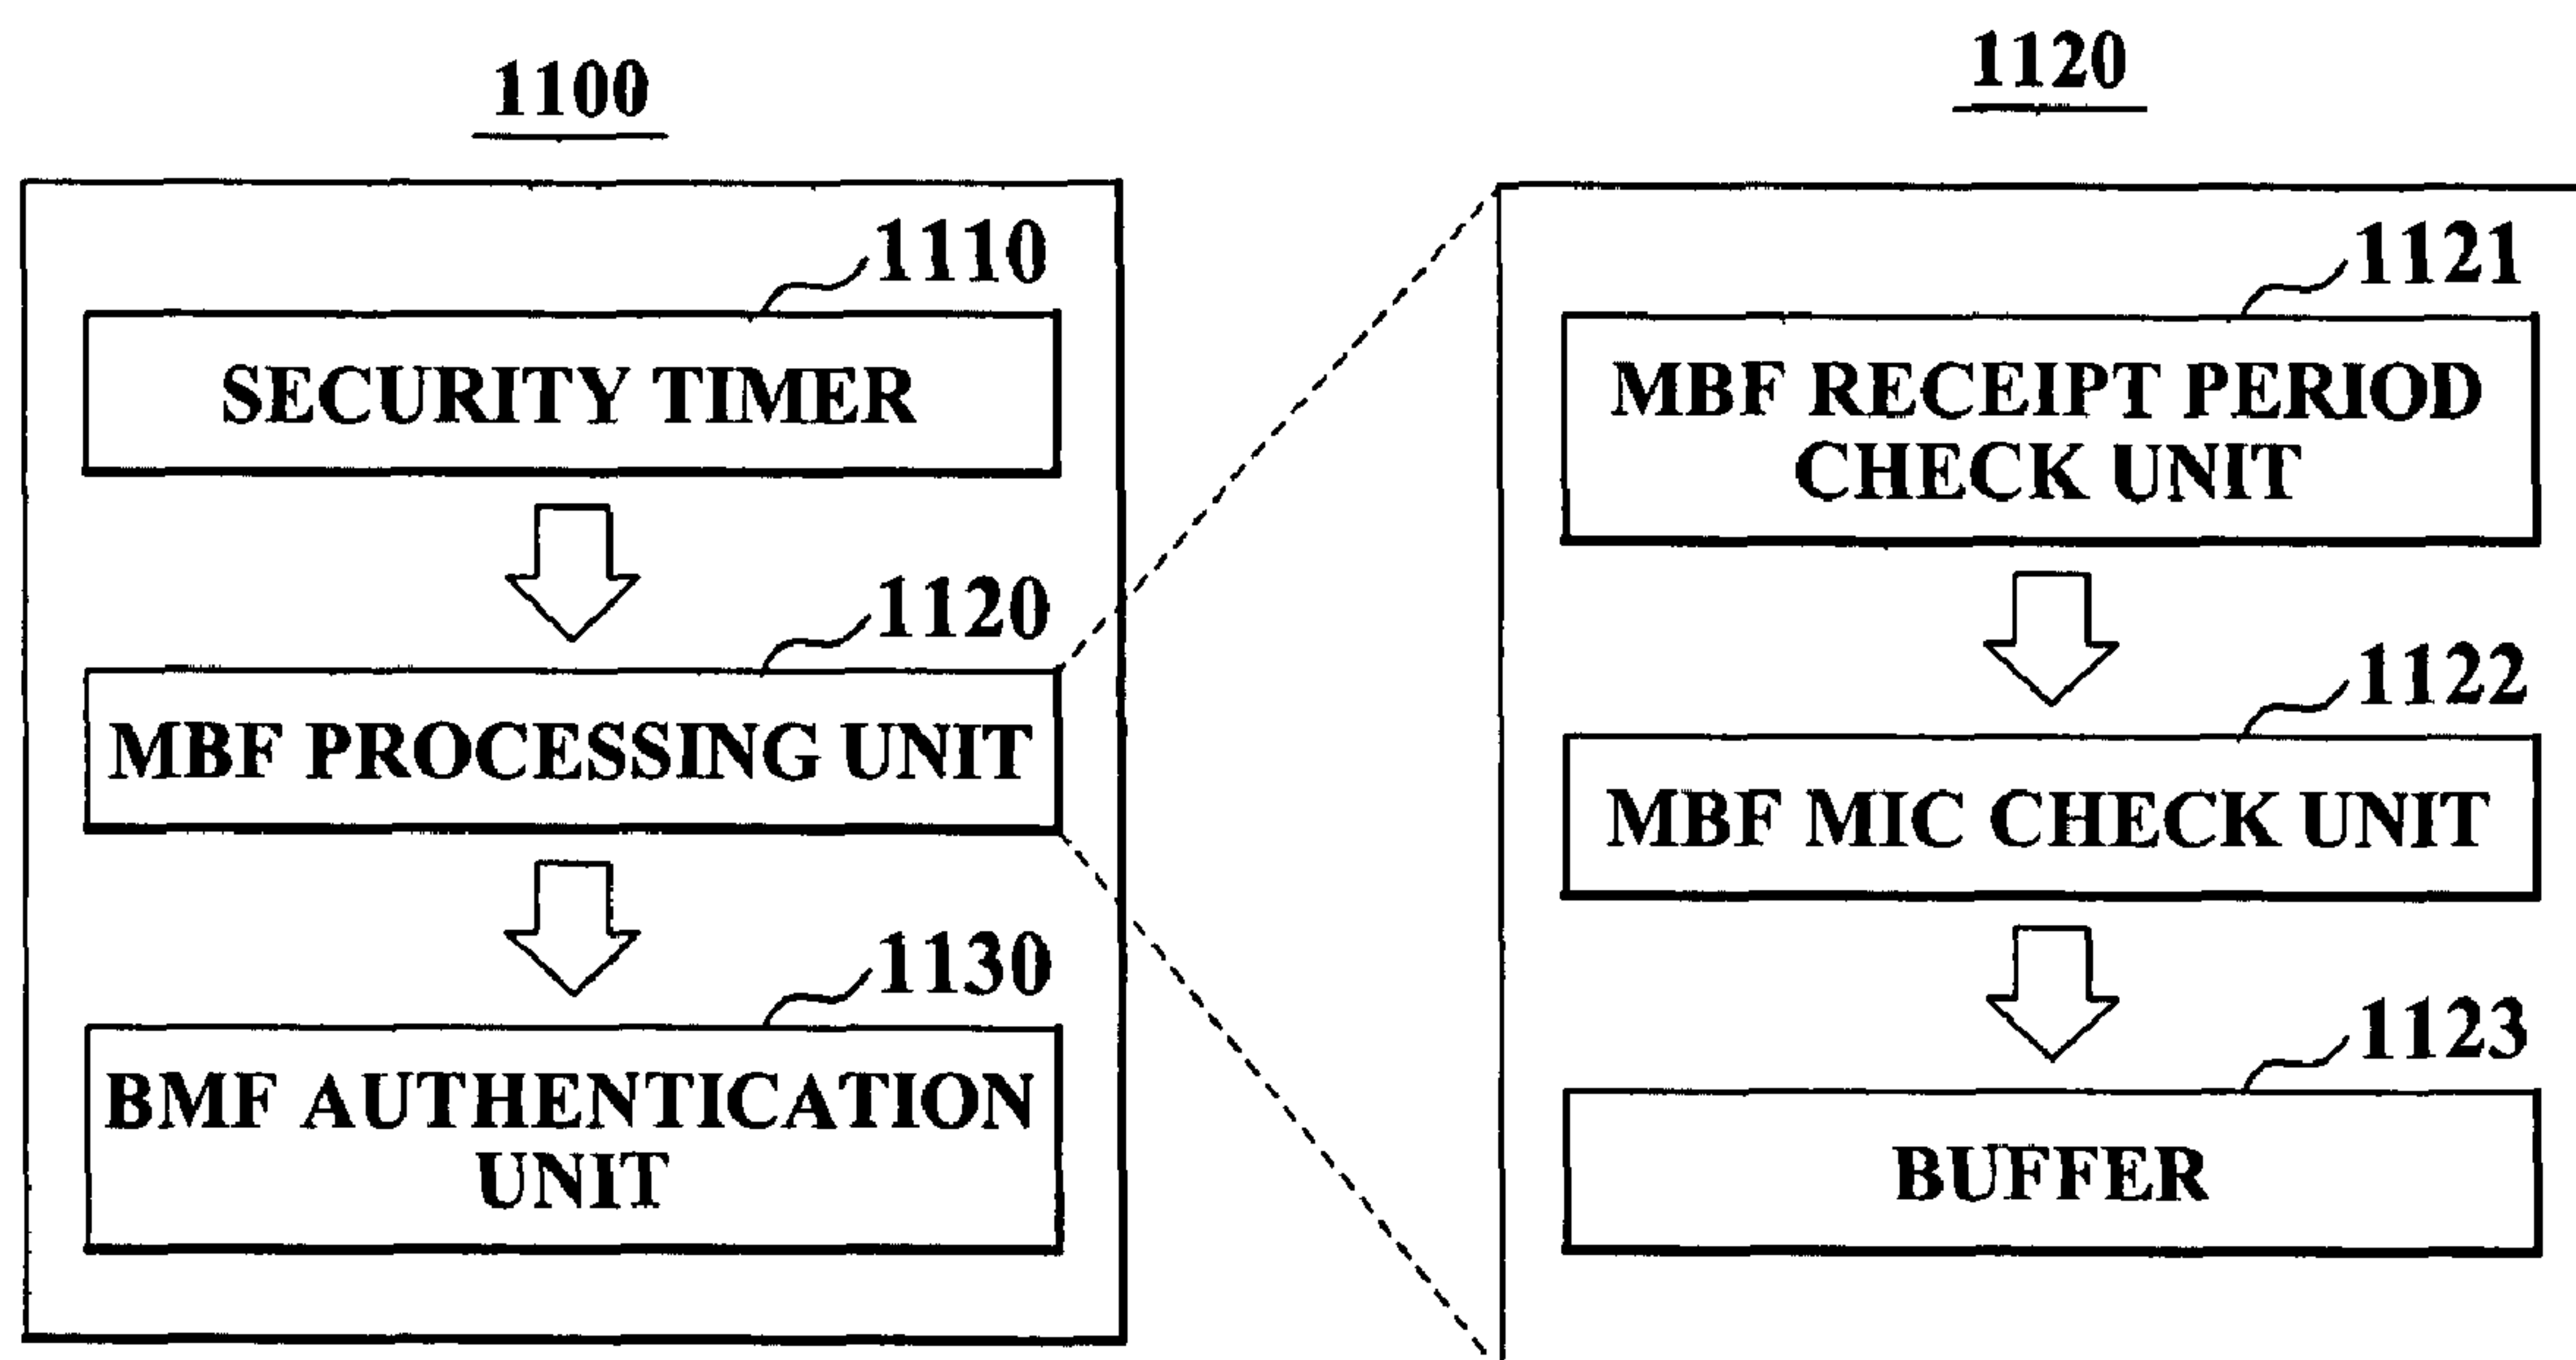 1100
1110
SECURITY TIMER
1120
MBF PROCESSING UNIT
1130
BMF AUTHENTICATION
UNIT
1120
1121
MBF RECEIPT PERIOD
CHECK UNIT
1122
MBF MIC CHECK UNIT
1123
BUFFER